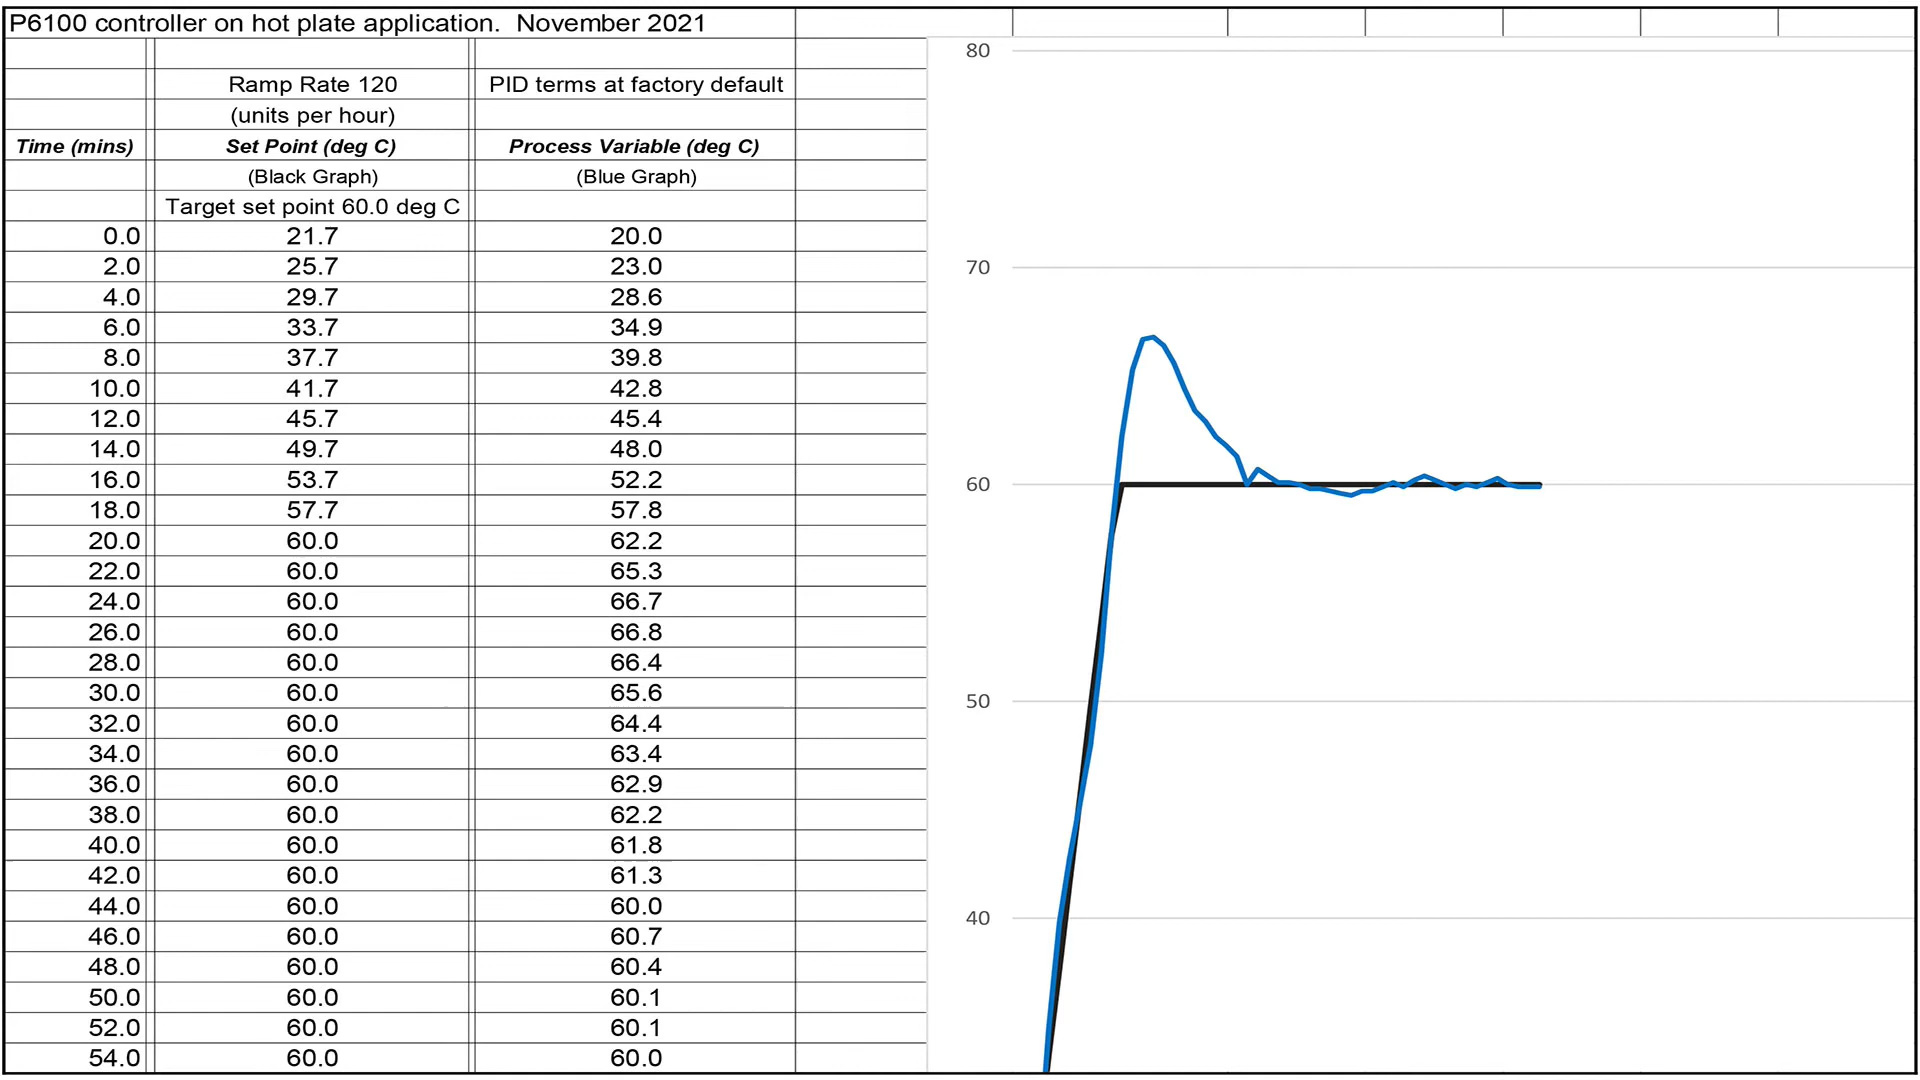 P6100 controller on hot plate application.  November 2021
Ramp Rate 120 PID terms at factory default
(units per hour)
Time (mins) Set Point (deg C) Process Variable (deg C)
(Black Graph) (Blue Graph)
Target set point 60.0 deg C
0.0 21.7 20.0
2.0 25.7 23.0
4.0 29.7 28.6
6.0 33.7 34.9
8.0 37.7 39.8
10.0 41.7 42.8
12.0 45.7 45.4
14.0 49.7 48.0
16.0 53.7 52.2
18.0 57.7 57.8
20.0 60.0 62.2
22.0 60.0 65.3
24.0 60.0 66.7
26.0 60.0 66.8
28.0 60.0 66.4
30.0 60.0 65.6
32.0 60.0 64.4
34.0 60.0 63.4
36.0 60.0 62.9
38.0 60.0 62.2
40.0 60.0 61.8
42.0 60.0 61.3
44.0 60.0 60.0
46.0 60.0 60.7
48.0 60.0 60.4
50.0 60.0 60.1
52.0 60.0 60.1
54.0 60.0 60.0
80
70
60
50
40